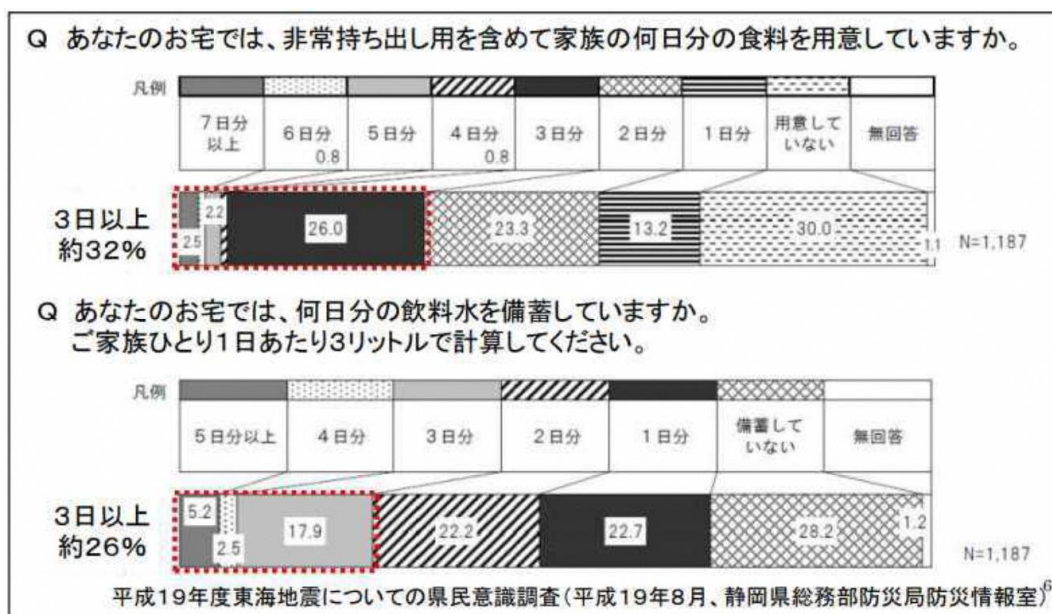 Q あなたのお宅では、非常持ち出し用を含めて家族の何日分の食料を用意していますか。
凡例
7日分以上 6日分 5日分 4日分 3日分 2日分 1日分 用意していない 無回答
0.8 0.8
3日以上
約32%
2.5 2.2 26.0 23.3 13.2 30.0 1.1 N=1,187
Q あなたのお宅では、何日分の飲料水を備蓄していますか。
ご家族ひとり1日あたり3リットルで計算してください。
凡例
5日分以上 4日分 3日分 2日分 1日分 備蓄していない 無回答
3日以上
約26%
5.2 2.5 17.9 22.2 22.7 28.2 1.2 N=1,187
平成19年度東海地震についての県民意識調査(平成19年8月、静岡県総務部防災局防災情報室) 6